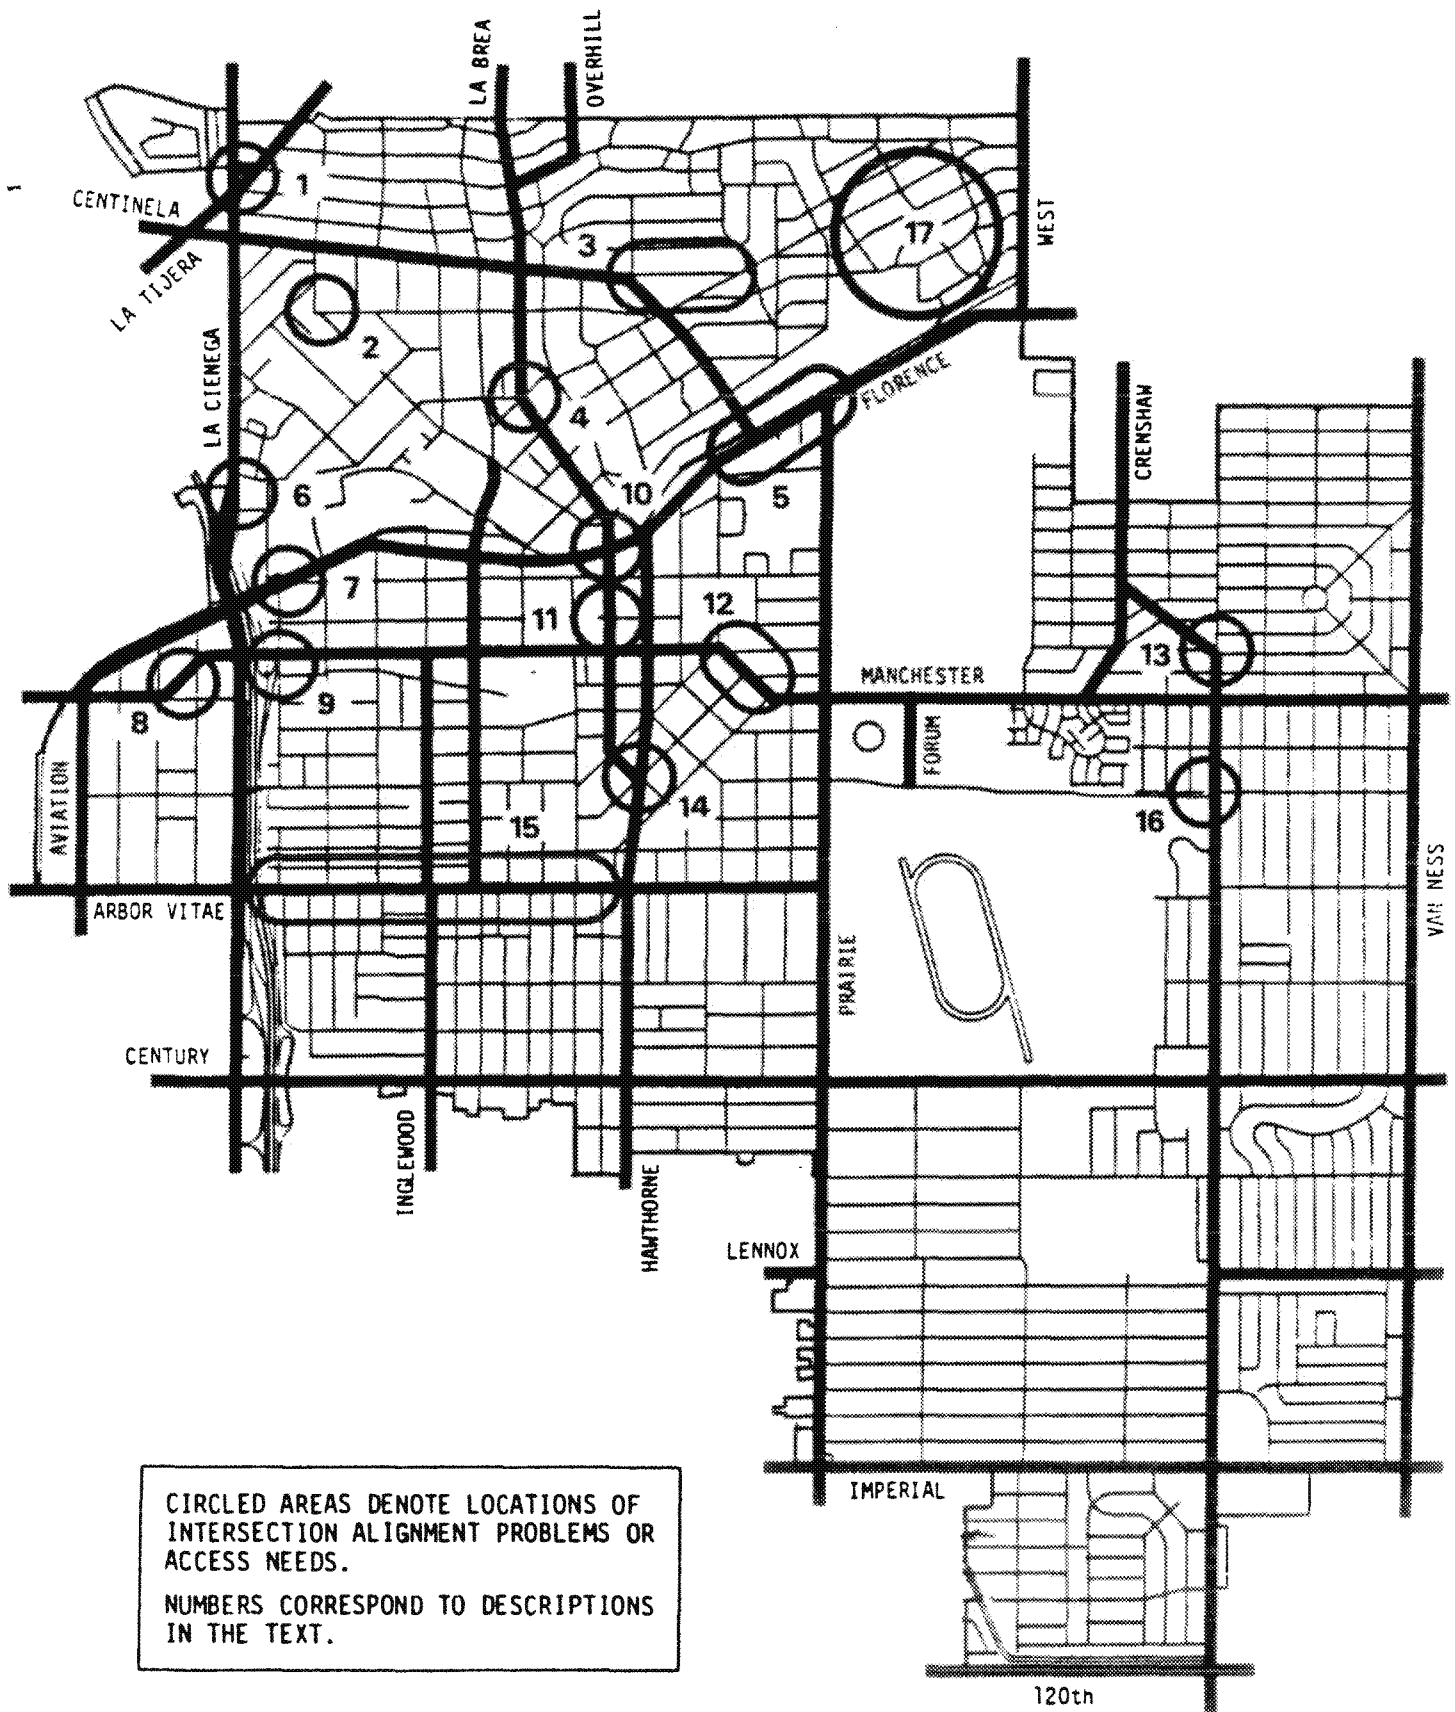 LA BREA
OVERHILL
1
CENTINELA
LA TIJERA
WEST
17
3
2
LA CIENEGA
4
FLORENCE
CRENSHAW
6
10
5
7
11
12
13
MANCHESTER
8
9
FORUM
AVIATION
14
15
16
VAN NESS
ARBOR VITAE
PRAIRIE
CENTURY
INGLEWOOD
HAWTHORNE
LENNOX
IMPERIAL
CIRCLED AREAS DENOTE LOCATIONS OF
INTERSECTION ALIGNMENT PROBLEMS OR
ACCESS NEEDS.
NUMBERS CORRESPOND TO DESCRIPTIONS
IN THE TEXT.
120th